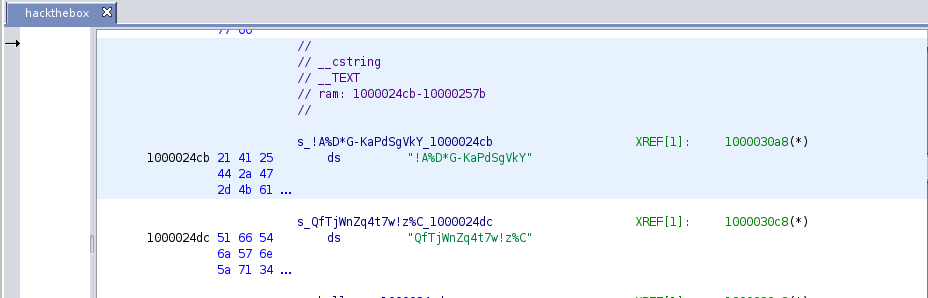 hackthebox
//
// __cstring
// __TEXT
// ram: 1000024cb-10000257b
//
s_!A%D*G-KaPdSgVkY_1000024cb XREF[1]: 1000030a8(*)
1000024cb 21 41 25 ds "!A%D*G-KaPdSgVkY"
44 2a 47
2d 4b 61 ...
s_QfTjWnZq4t7w!z%C_1000024dc XREF[1]: 1000030c8(*)
1000024dc 51 66 54 ds "QfTjWnZq4t7w!z%C"
6a 57 6e
5a 71 34 ...